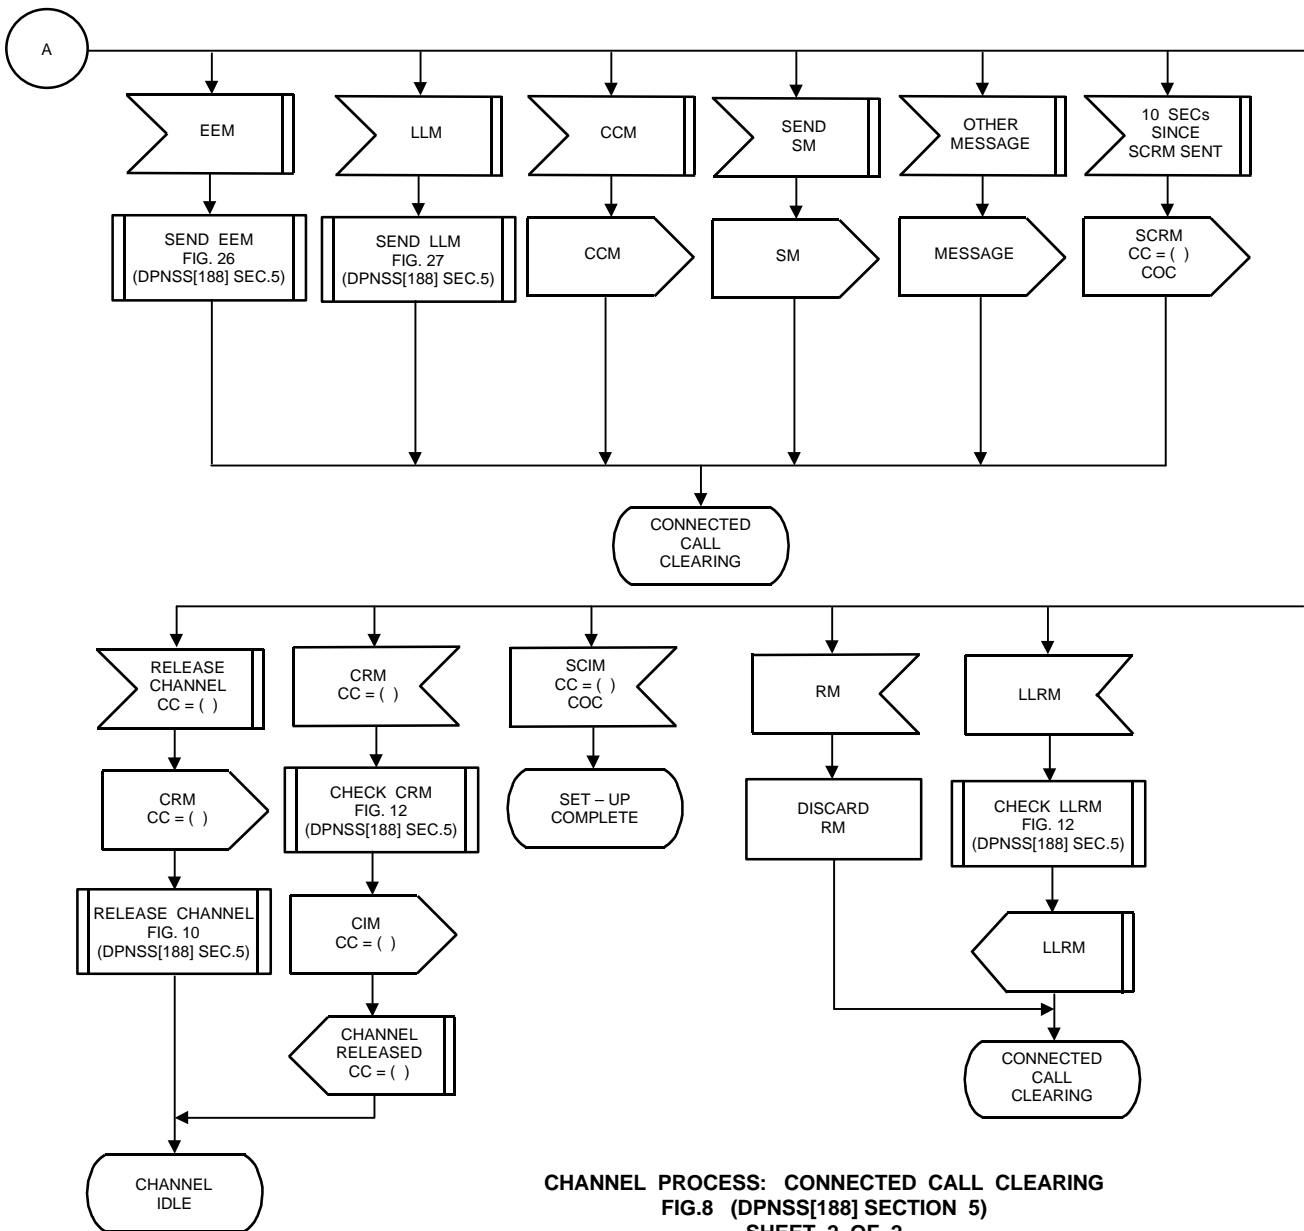 A
EEM
LLM
CCM
SEND
SM
OTHER
MESSAGE
10 SECs
SINCE
SCRM SENT
SEND EEM
FIG. 26
(DPNSS[188] SEC.5)
SEND LLM
FIG. 27
(DPNSS[188] SEC.5)
CCM
SM
MESSAGE
SCRM
CC = ( )
COC
CONNECTED
CALL
CLEARING
RELEASE
CHANNEL
CC = ( )
CRM
CC = ( )
SCIM
CC = ( )
COC
RM
LLRM
CRM
CC = ( )
CHECK CRM
FIG. 12
(DPNSS[188] SEC.5)
SET – UP
COMPLETE
DISCARD
RM
CHECK LLRM
FIG. 12
(DPNSS[188] SEC.5)
RELEASE CHANNEL
FIG. 10
(DPNSS[188] SEC.5)
CIM
CC = ( )
LLRM
CHANNEL
RELEASED
CC = ( )
CONNECTED
CALL
CLEARING
CHANNEL
IDLE
CHANNEL PROCESS: CONNECTED CALL CLEARING
FIG.8 (DPNSS[188] SECTION 5)
SHEET 2 OF 2